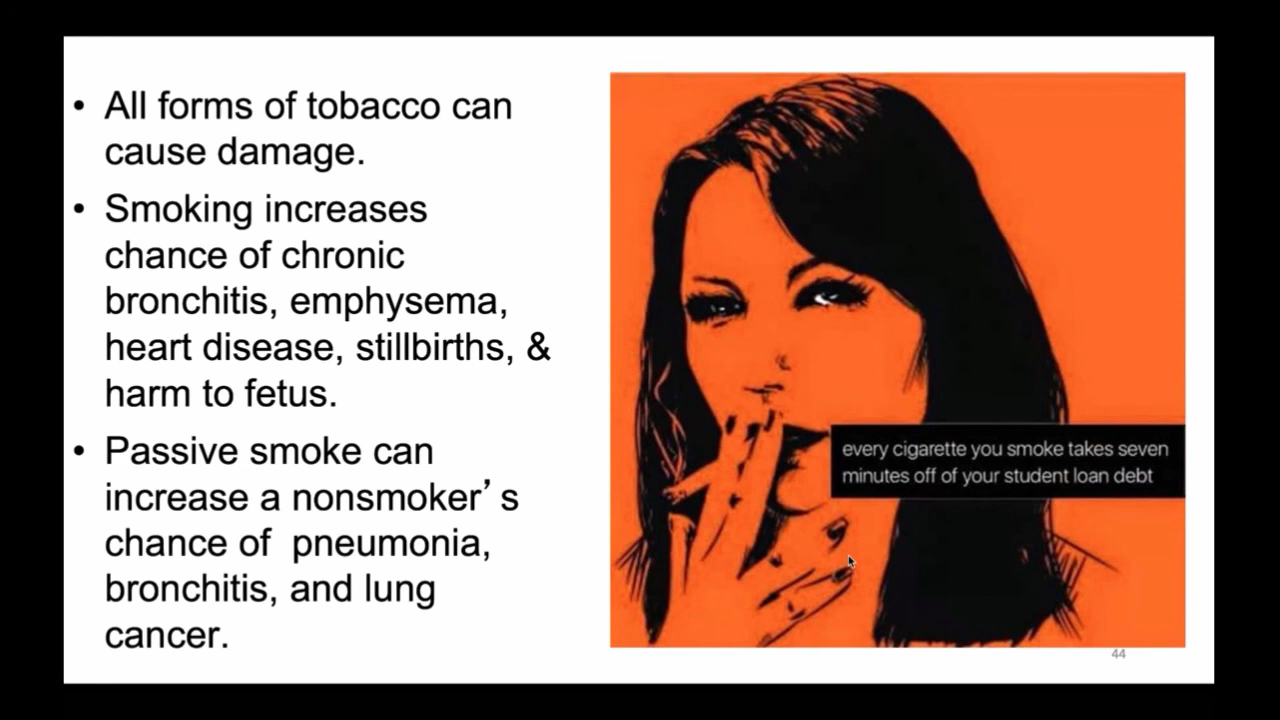 • All forms of tobacco can
cause damage.
• Smoking increases
chance of chronic
bronchitis, emphysema,
heart disease, stillbirths, &
harm to fetus.
• Passive smoke can
increase a nonsmoker’ s
chance of  pneumonia,
bronchitis, and lung
cancer.
every cigarette you smoke takes seven
minutes off of your student loan debt
44